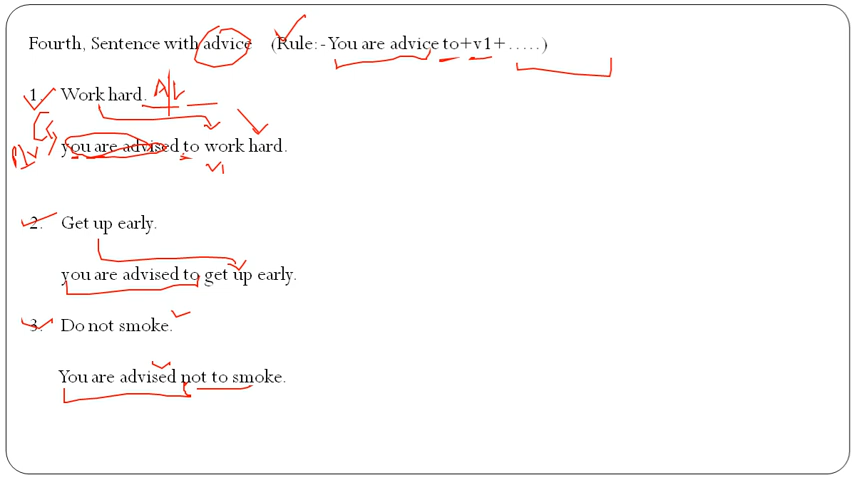 Fourth, Sentence with advice (Rule:- You are advice to+v1+.....)
1. Work hard. A/V
you are advised to work hard.
P/v
V1
2. Get up early.
you are advised to get up early.
3. Do not smoke.
You are advised not to smoke.